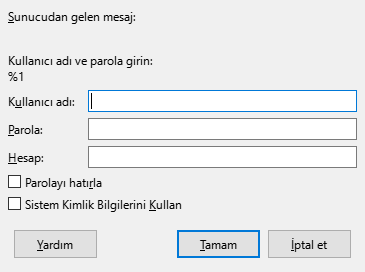 Sunucudan gelen mesaj:
Kullanıcı adı ve parola girin:
%1
Kullanıcı adı:
Parola:
Hesap:
Parolayı hatırla
Sistem Kimlik Bilgilerini Kullan
Yardım
Tamam
İptal et